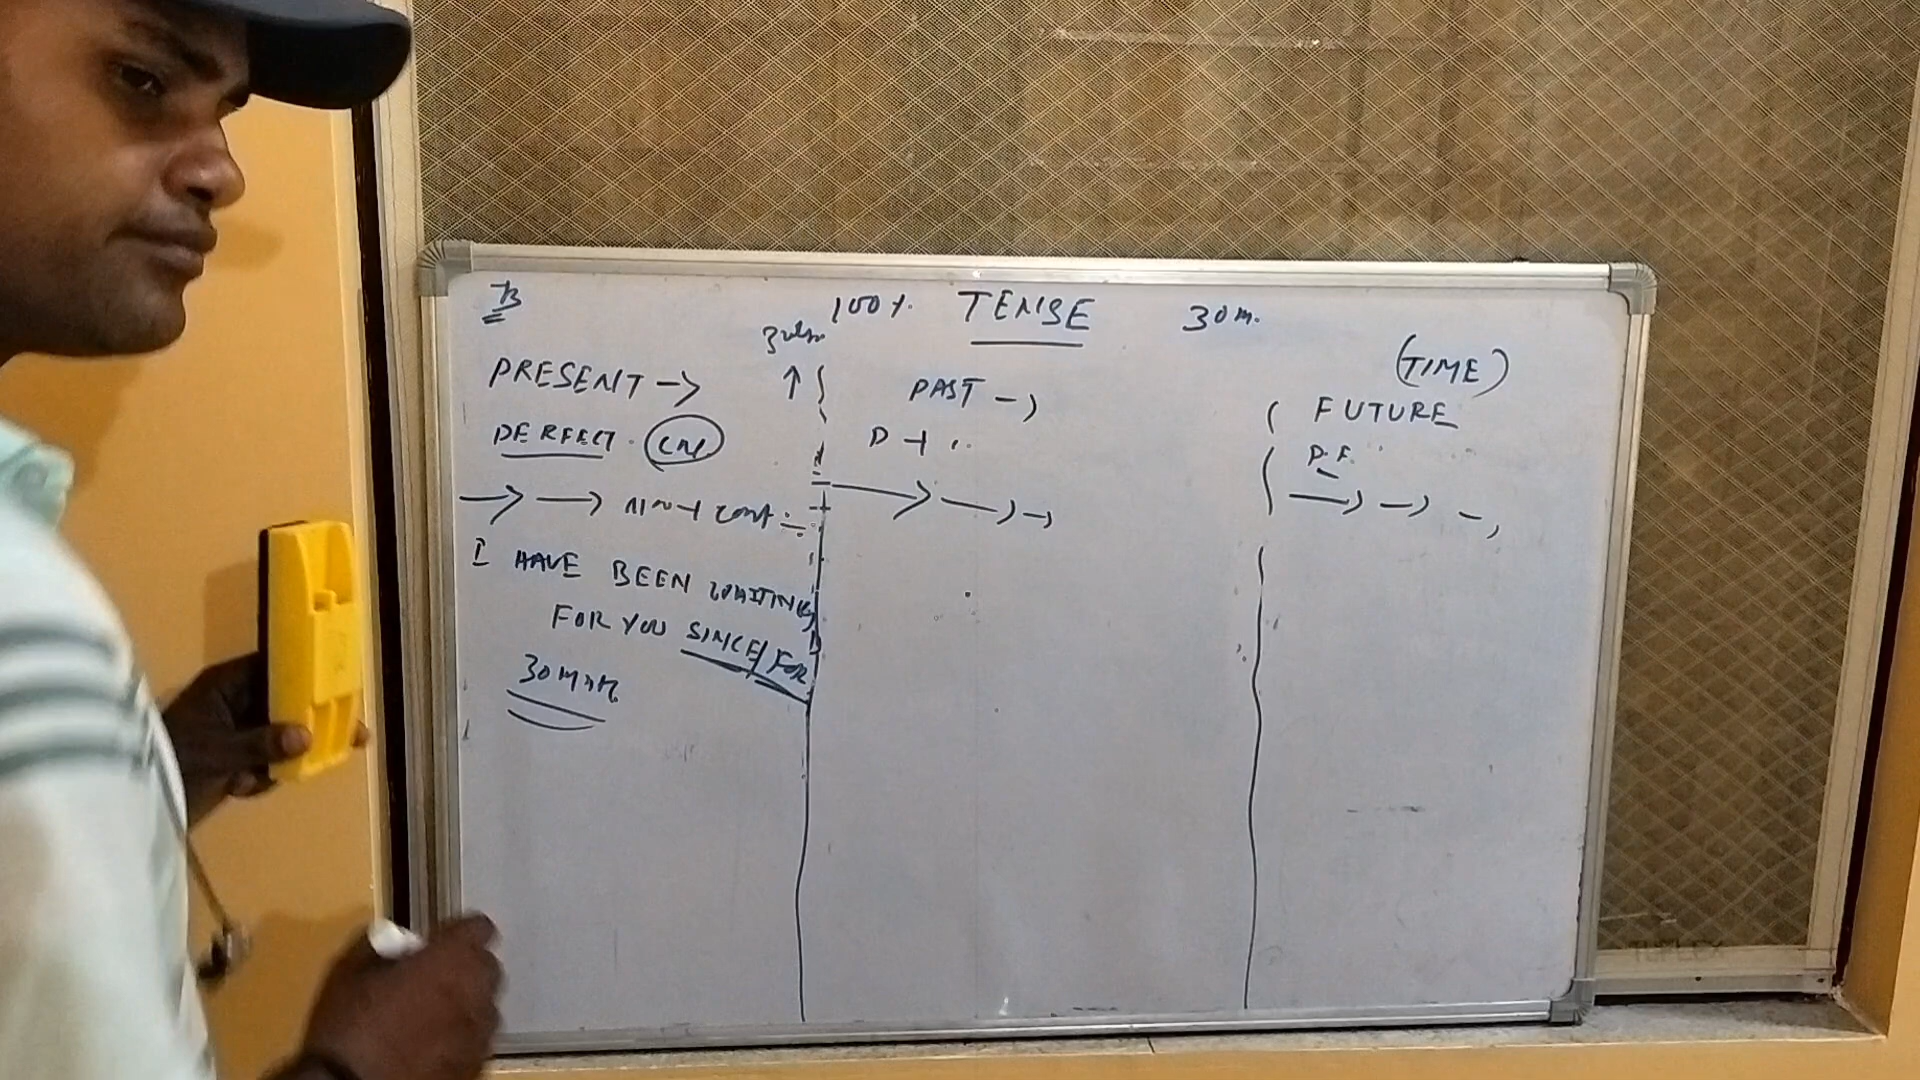 B 100%. TENSE 30m.
(TIME)
PRESENT →
PERFECT.
I HAVE BEEN WAITING
FOR YOU SINCE/FOR
30 min
PAST →
P + ..
FUTURE
P.F.